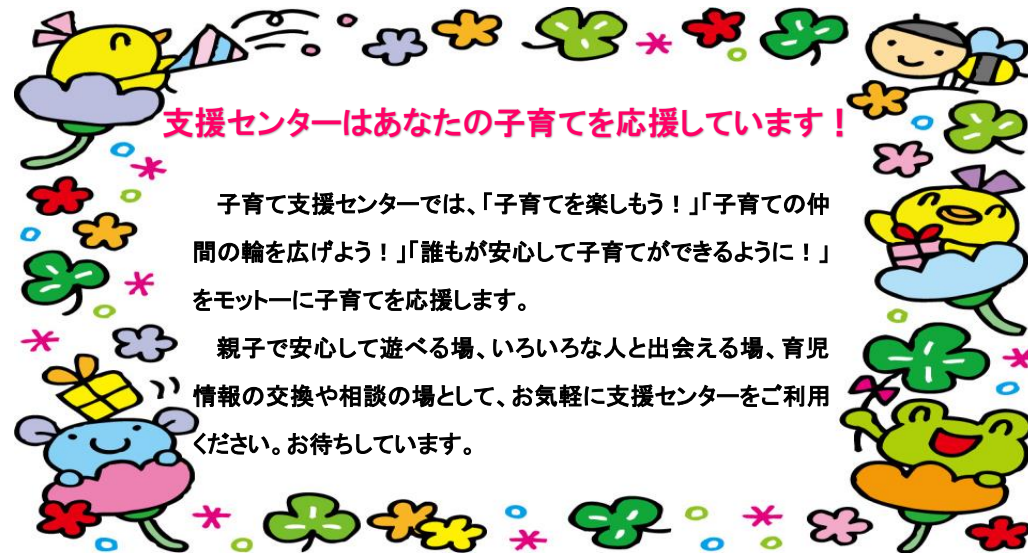 支援センターはあなたの子育てを応援しています！
子育て支援センターでは、「子育てを楽しもう！」「子育ての仲
間の輪を広げよう！」「誰もが安心して子育てができるように！」
をモットーに子育てを応援します。
親子で安心して遊べる場、いろいろな人と出会える場、育児
情報の交換や相談の場として、お気軽に支援センターをご利用
ください。お待ちしています。